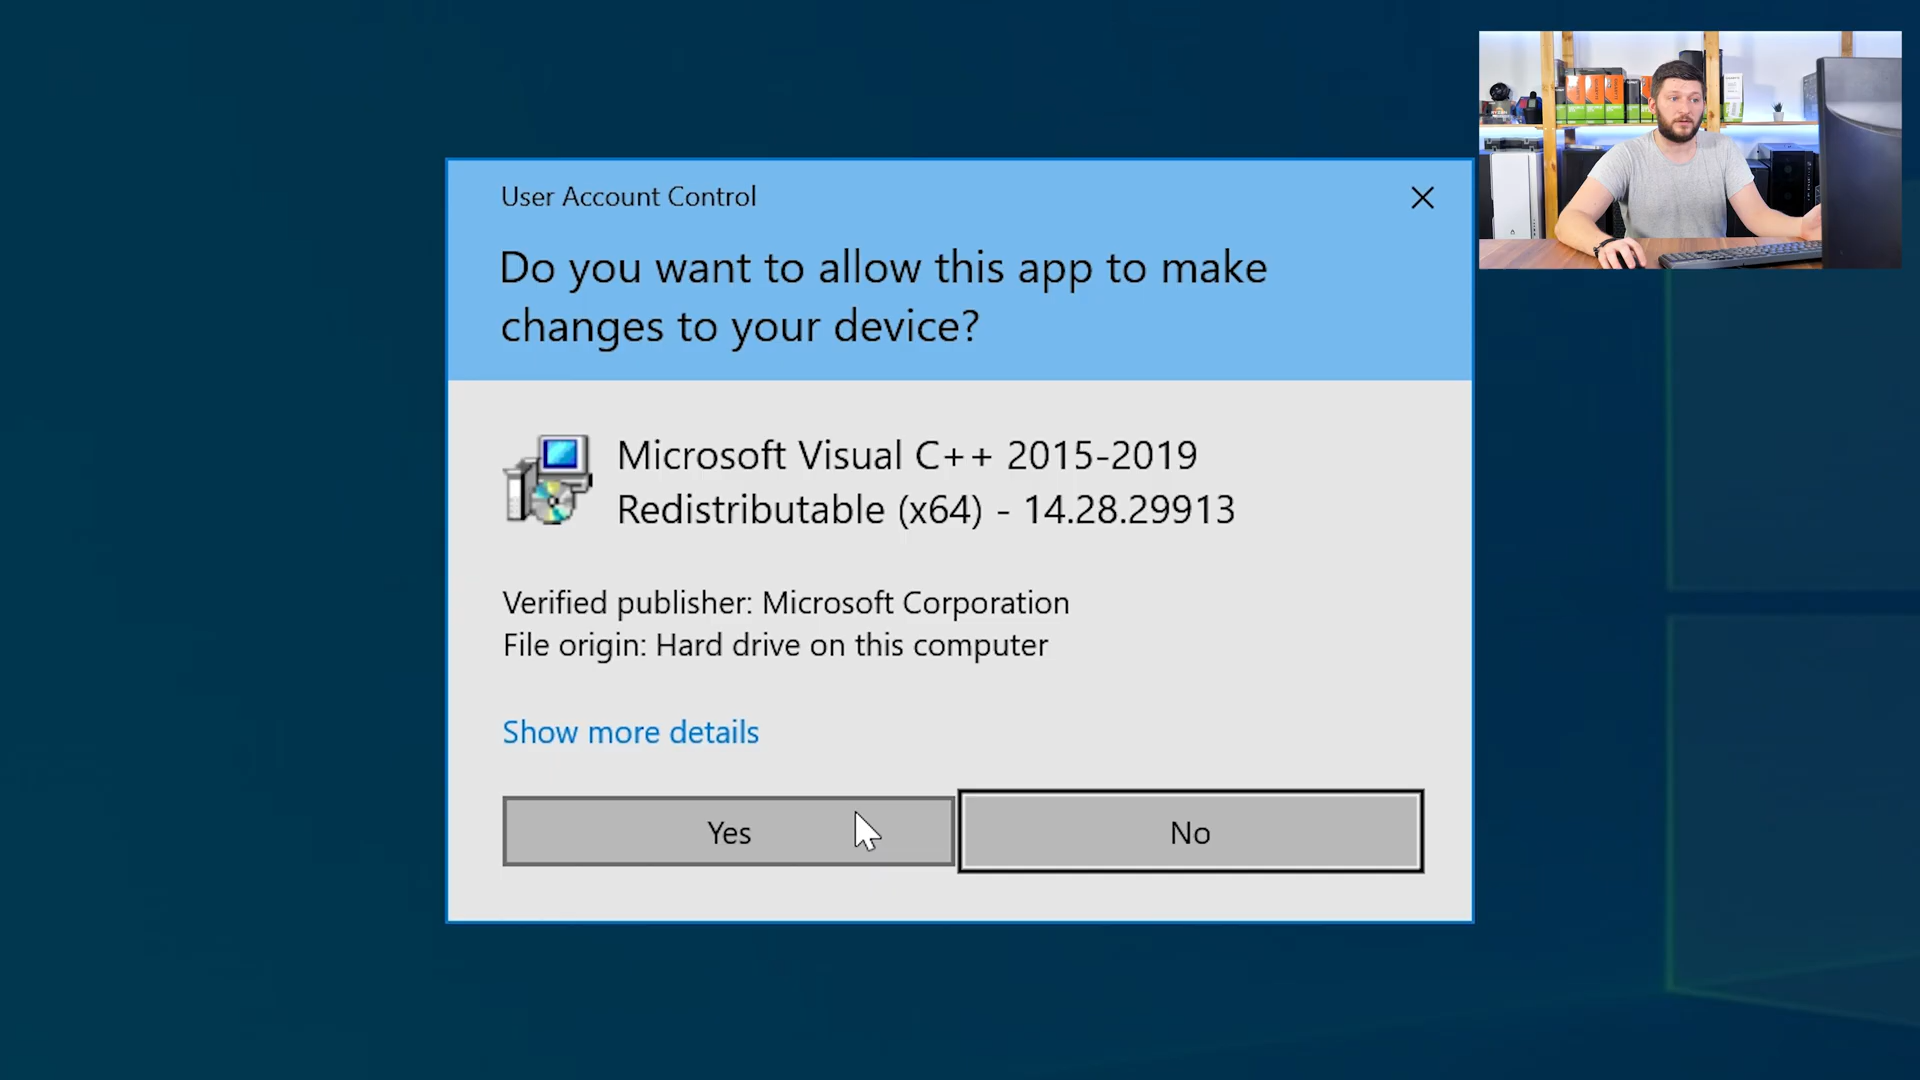 User Account Control
Do you want to allow this app to make
changes to your device?
Microsoft Visual C++ 2015-2019
Redistributable (x64) - 14.28.29913
Verified publisher: Microsoft Corporation
File origin: Hard drive on this computer
Show more details
Yes
No